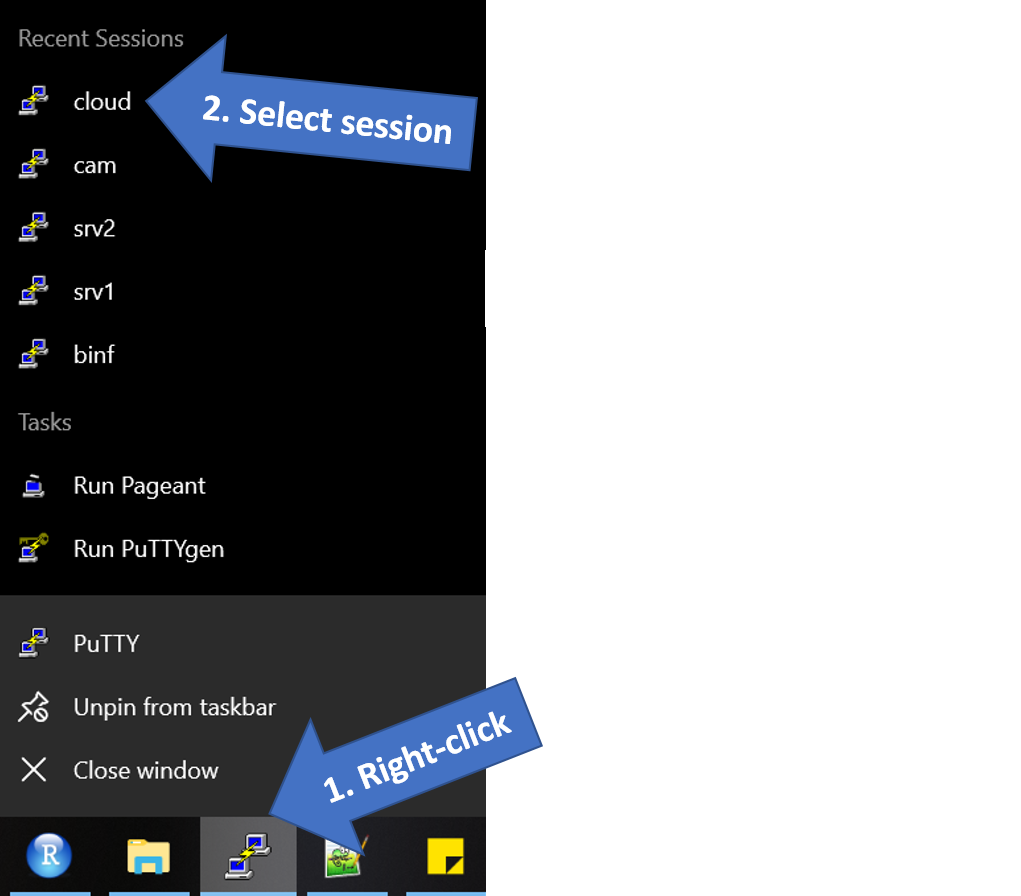 Recent Sessions
cloud
2. Select session
cam
srv2
srv1
binf
Tasks
Run Pageant
Run PuTTYgen
PuTTY
Unpin from taskbar
1. Right-click
Close window
R